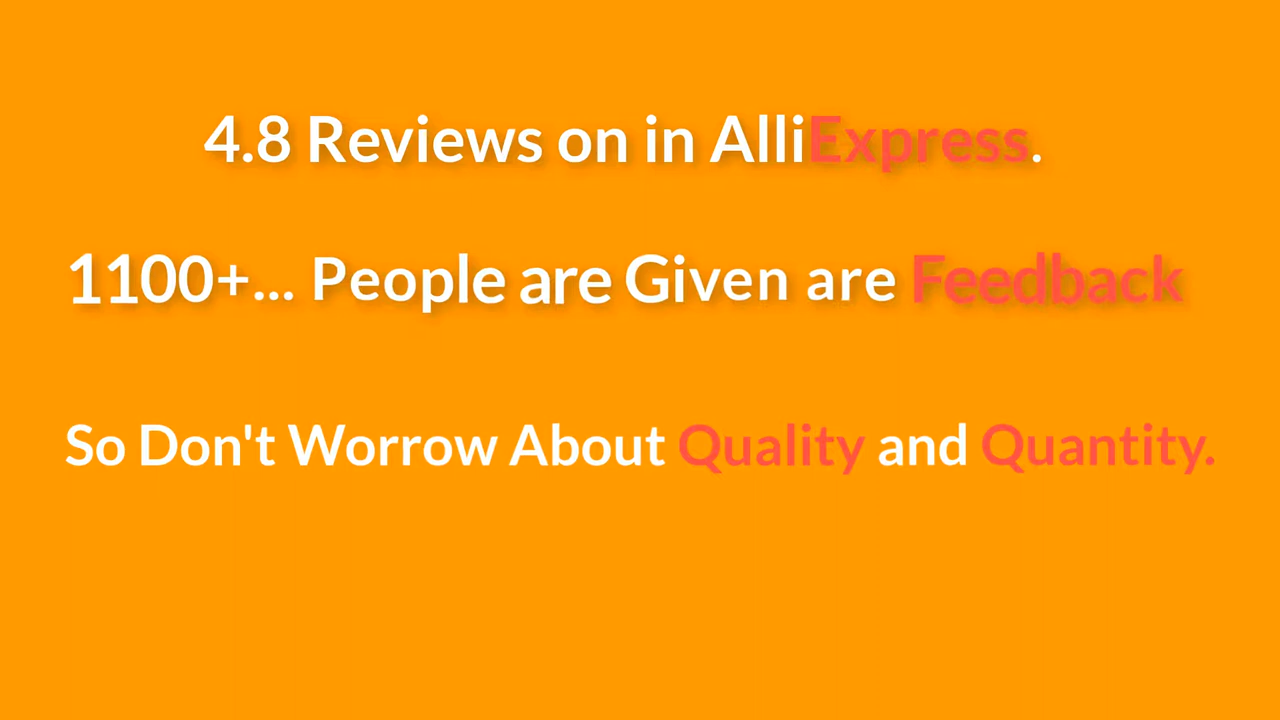 4.8 Reviews on in AlliExpress.
1100+... People are Given are Feedback
So Don't Worrow About Quality and Quantity.